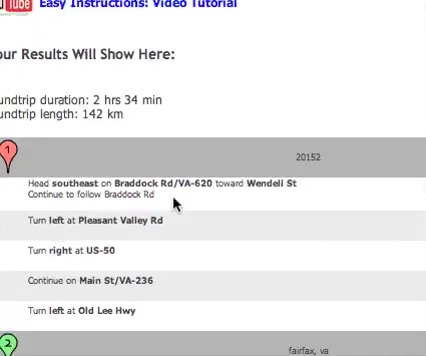 Tube Easy Instructions: Video Tutorial
our Results Will Show Here:
undtrip duration: 2 hrs 34 min
undtrip length: 142 km
1
20152
Head southeast on Braddock Rd/VA-620 toward Wendell St
Continue to follow Braddock Rd
Turn left at Pleasant Valley Rd
Turn right at US-50
Continue on Main St/VA-236
Turn left at Old Lee Hwy
2
fairfax, va